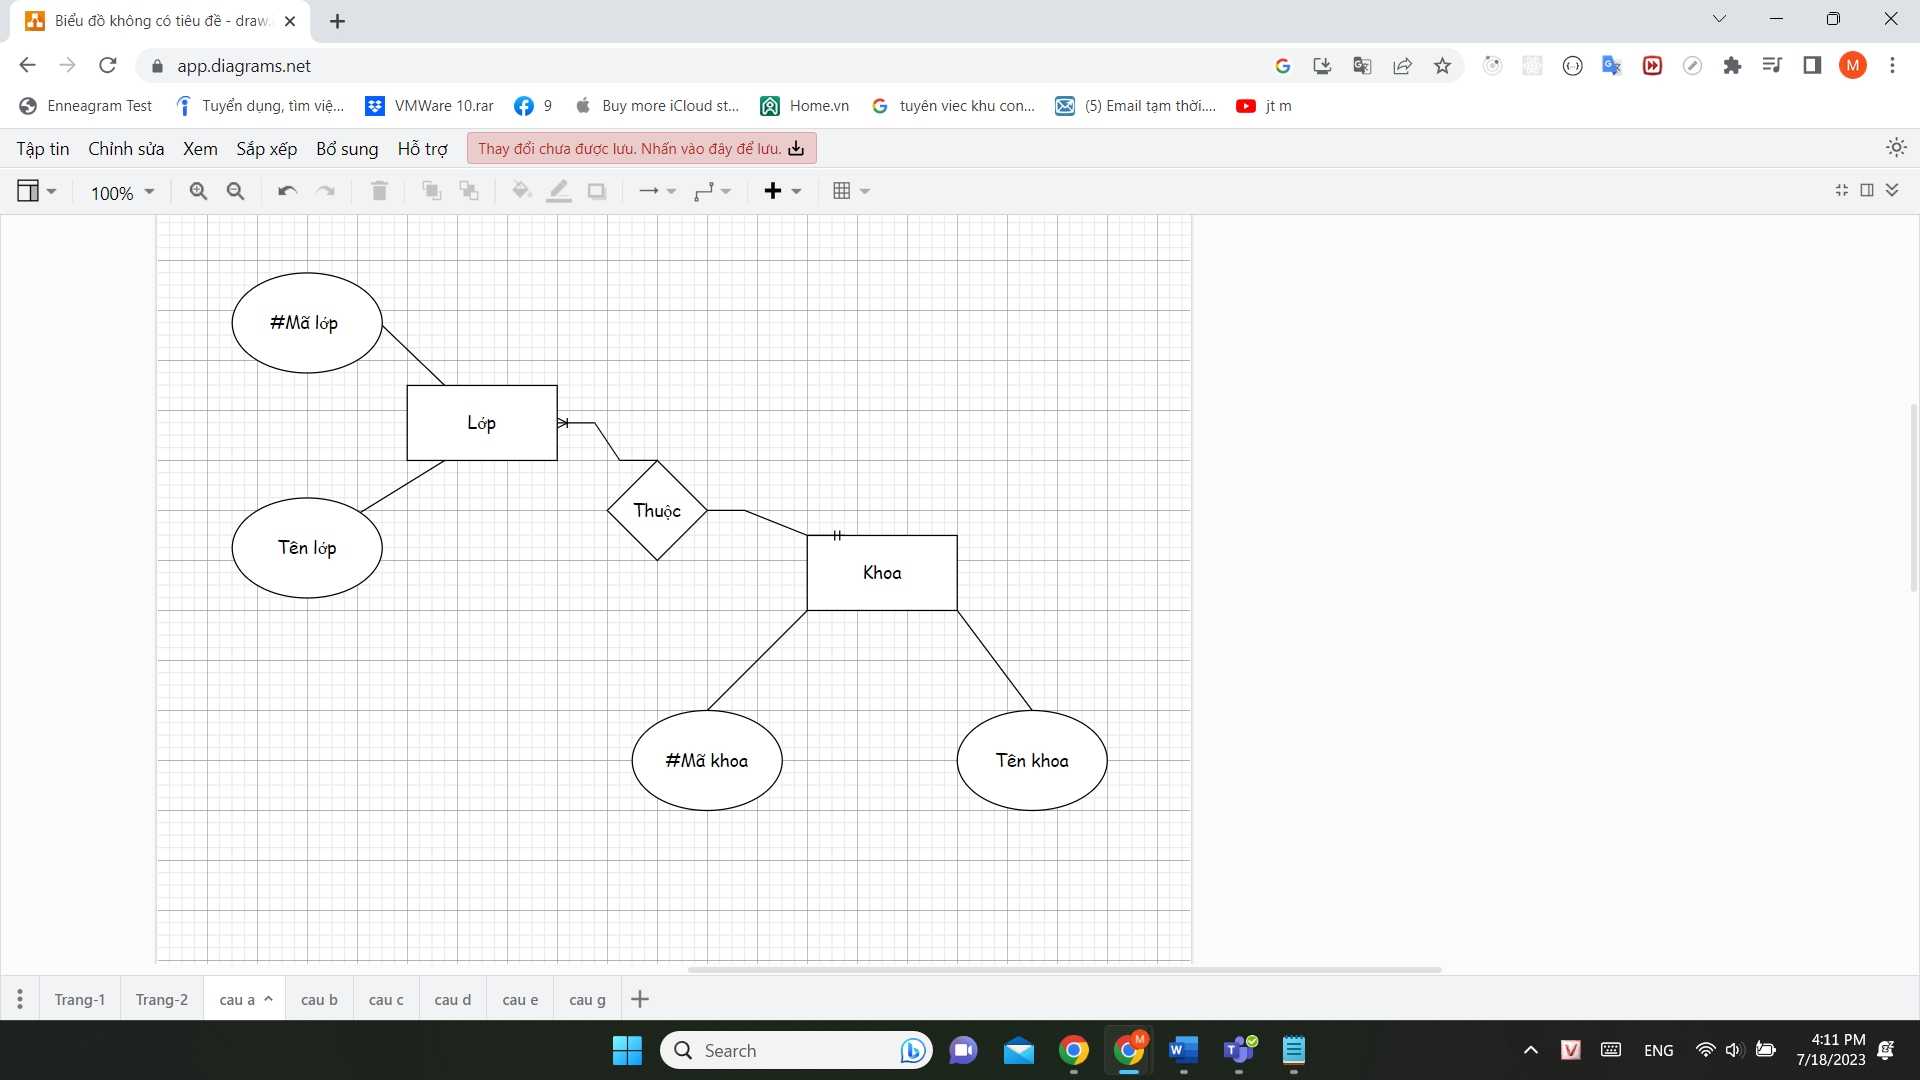 Biểu đồ không có tiêu đề - draw.i
app.diagrams.net
M
Enneagram Test
Tuyển dụng, tìm việ...
VMWare 10.rar
9
Buy more iCloud st...
Home.vn
tuyên viec khu con...
(5) Email tạm thời....
jt m
Tập tin
Chỉnh sửa
Xem
Sắp xếp
Bổ sung
Hỗ trợ
Thay đổi chưa được lưu. Nhấn vào đây để lưu.
100%
#Mã lớp
Lớp
Thuộc
Tên lớp
Khoa
#Mã khoa
Tên khoa
Trang-1
Trang-2
cau a
cau b
cau c
cau d
cau e
cau g
Search
M
ENG
4:11 PM
7/18/2023